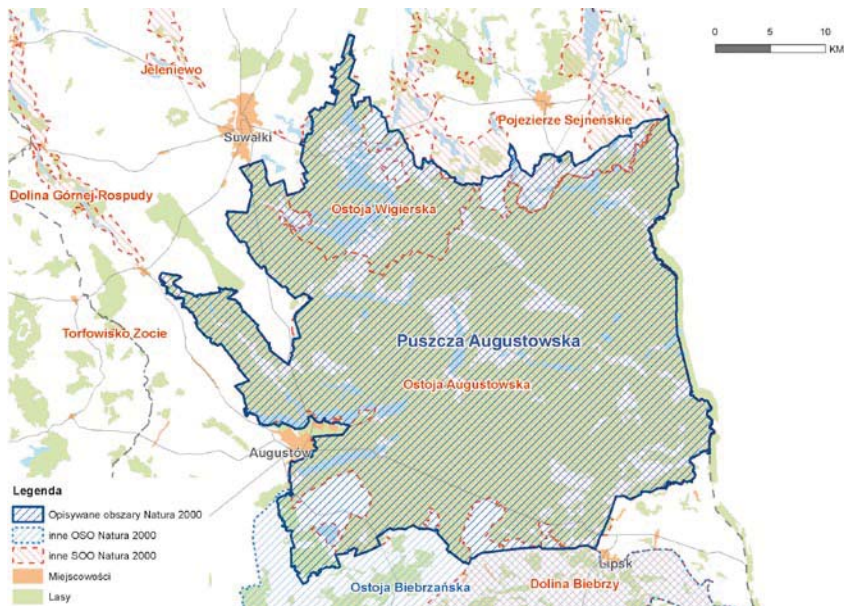 0 5 10
KM
Jeleniewo
Suwałki
Pojezierze Sejneńskie
Dolina Górnej Rospudy
Ostoja Wigierska
Torfowisko Zocie
Puszcza Augustowska
Ostoja Augustowska
Augustów
Legenda
Opisywane obszary Natura 2000
inne OSO Natura 2000
inne SOO Natura 2000
Miejscowości
Lasy
Lipsk
Ostoja Biebrzańska
Dolina Biebrzy